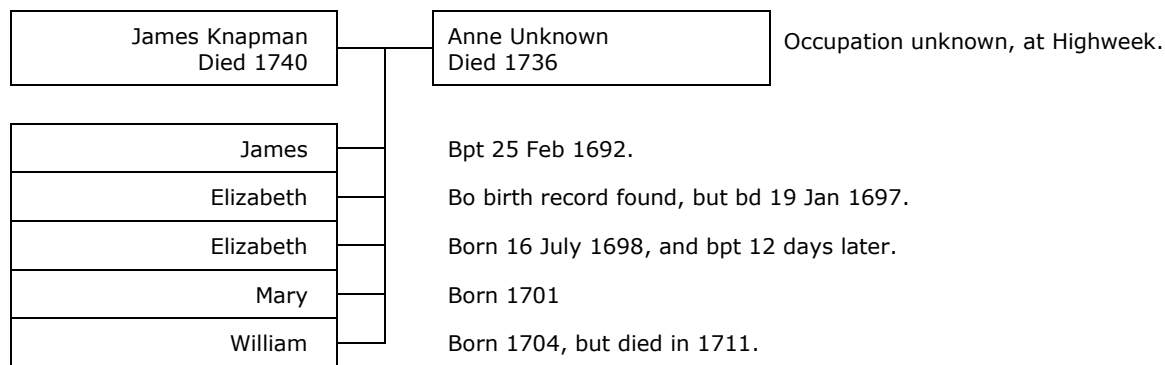 James Knapman
Died 1740
Anne Unknown
Died 1736
Occupation unknown, at Highweek.
James
Bpt 25 Feb 1692.
Elizabeth
Bo birth record found, but bd 19 Jan 1697.
Elizabeth
Born 16 July 1698, and bpt 12 days later.
Mary
Born 1701
William
Born 1704, but died in 1711.